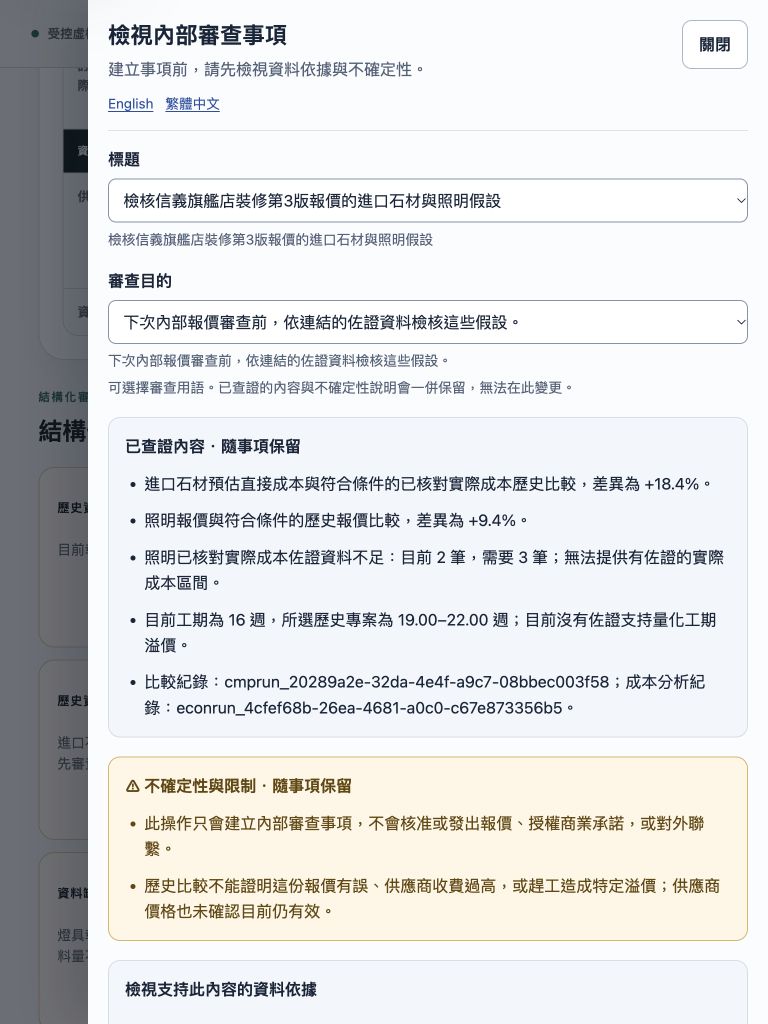 受控虛
際
資
供
資
結構化審
結構
歷史資
目前
歷史資
進口
先審
資料
燈具
料量
檢視內部審查事項
關閉
建立事項前，請先檢視資料依據與不確定性。
English 繁體中文
標題
檢核信義旗艦店裝修第3版報價的進口石材與照明假設
檢核信義旗艦店裝修第3版報價的進口石材與照明假設
審查目的
下次內部報價審查前，依連結的佐證資料檢核這些假設。
下次內部報價審查前，依連結的佐證資料檢核這些假設。
可選擇審查用語。已查證的內容與不確定性說明會一併保留，無法在此變更。
已查證內容 · 隨事項保留
• 進口石材預估直接成本與符合條件的已核對實際成本歷史比較，差異為 +18.4%。
• 照明報價與符合條件的歷史報價比較，差異為 +9.4%。
• 照明已核對實際成本佐證資料不足：目前 2 筆，需要 3 筆；無法提供有佐證的實際
成本區間。
• 目前工期為 16 週，所選歷史專案為 19.00–22.00 週；目前沒有佐證支持量化工期
溢價。
• 比較紀錄：cmprun_20289a2e-32da-4e4f-a9c7-08bbec003f58；成本分析紀
錄：econrun_4cfef68b-26ea-4681-a0c0-c67e873356b5。
⚠ 不確定性與限制 · 隨事項保留
• 此操作只會建立內部審查事項，不會核准或發出報價、授權商業承諾，或對外聯
繫。
• 歷史比較不能證明這份報價有誤、供應商收費過高，或趕工造成特定溢價；供應商
價格也未確認目前仍有效。
檢視支持此內容的資料依據